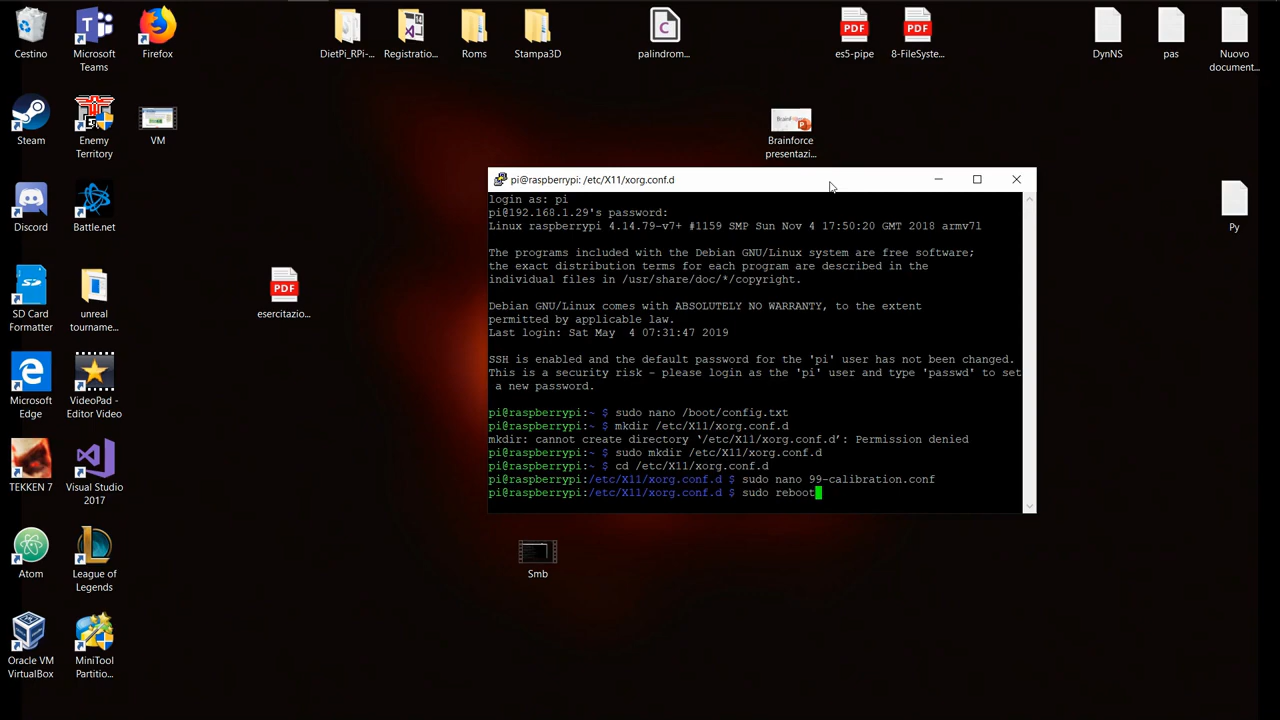 Cestino
Microsoft
Teams
Firefox
DietPi_RPi-...
Registratio...
Roms
Stampa3D
palindrom...
es5-pipe
8-FileSyste...
DynNS
pas
Nuovo
document...
Steam
Enemy
Territory
VM
Brainforce
presentazi...
Discord
Battle.net
Py
SD Card
Formatter
unreal
tourname...
esercitazio...
Microsoft
Edge
VideoPad -
Editor Video
TEKKEN 7
Visual Studio
2017
Atom
League of
Legends
Smb
Oracle VM
VirtualBox
MiniTool
Partitio...
pi@raspberrypi: /etc/X11/xorg.conf.d
login as: pi
pi@192.168.1.29's password:
Linux raspberrypi 4.14.79-v7+ #1159 SMP Sun Nov 4 17:50:20 GMT 2018 armv7l
The programs included with the Debian GNU/Linux system are free software;
the exact distribution terms for each program are described in the
individual files in /usr/share/doc/*/copyright.
Debian GNU/Linux comes with ABSOLUTELY NO WARRANTY, to the extent
permitted by applicable law.
Last login: Sat May  4 07:31:47 2019
SSH is enabled and the default password for the 'pi' user has not been changed.
This is a security risk - please login as the 'pi' user and type 'passwd' to set
 a new password.
pi@raspberrypi:~ $ sudo nano /boot/config.txt
pi@raspberrypi:~ $ mkdir /etc/X11/xorg.conf.d
mkdir: cannot create directory ‘/etc/X11/xorg.conf.d’: Permission denied
pi@raspberrypi:~ $ sudo mkdir /etc/X11/xorg.conf.d
pi@raspberrypi:~ $ cd /etc/X11/xorg.conf.d
pi@raspberrypi:/etc/X11/xorg.conf.d $ sudo nano 99-calibration.conf
pi@raspberrypi:/etc/X11/xorg.conf.d $ sudo reboot
PDF
PDF
PDF